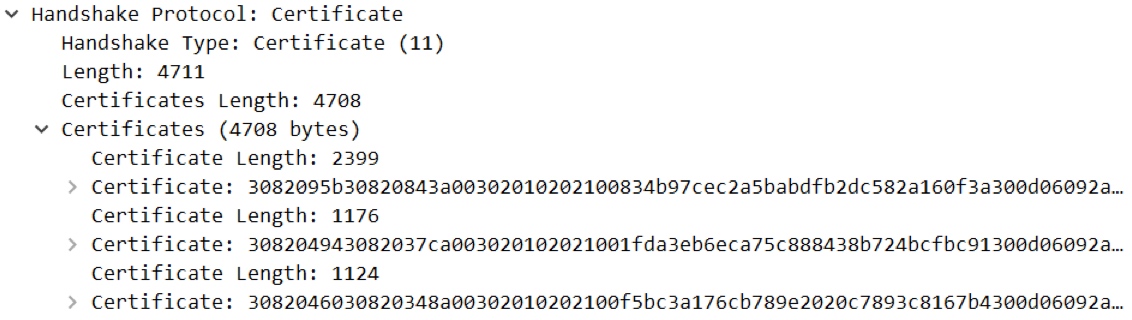 Handshake Protocol: Certificate
Handshake Type: Certificate (11)
Length: 4711
Certificates Length: 4708
Certificates (4708 bytes)
Certificate Length: 2399
Certificate: 3082095b30820843a00302010202100834b97cec2a5babdfb2dc582a160f3a300d06092a…
Certificate Length: 1176
Certificate: 308204943082037ca003020102021001fda3eb6eca75c888438b724bcfbc91300d06092a…
Certificate Length: 1124
Certificate: 3082046030820348a00302010202100f5bc3a176cb789e2020c7893c8167b4300d06092a…